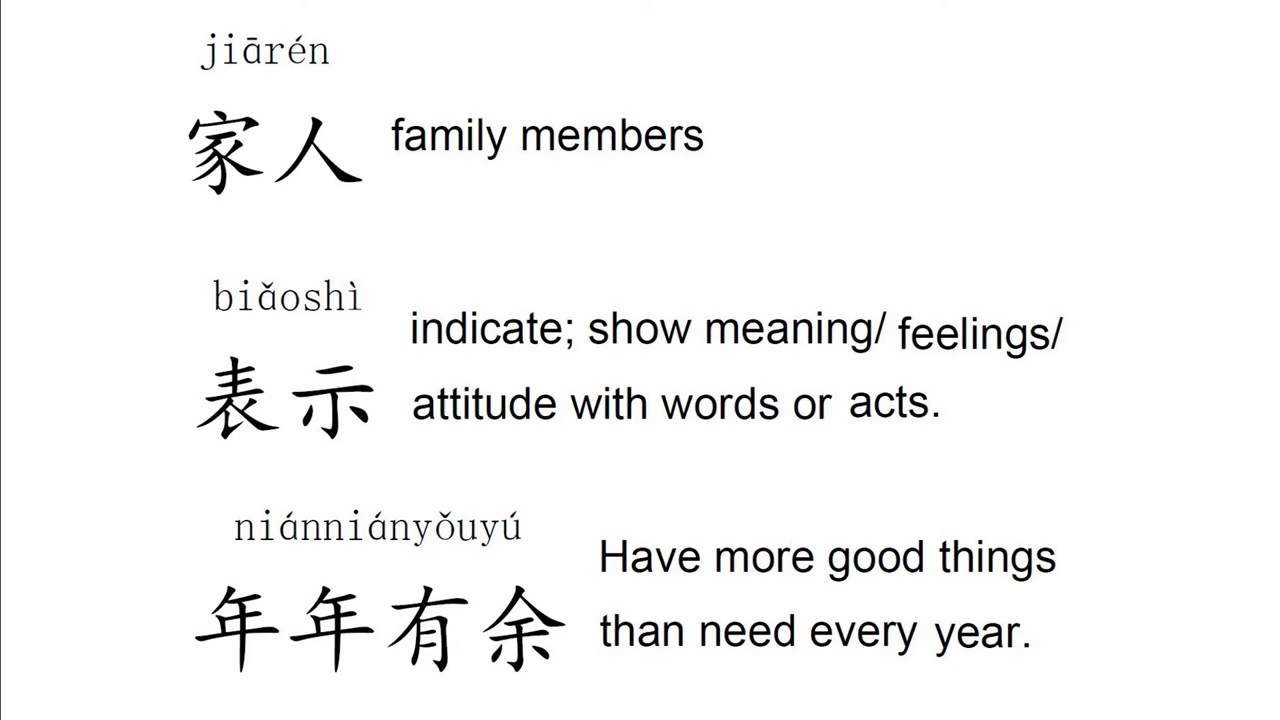 jiārén
家人 family members
biǎoshì
indicate; show meaning/ feelings/
表示 attitude with words or acts.
niánniányǒuyú
Have more good things
年年有余 than need every year.